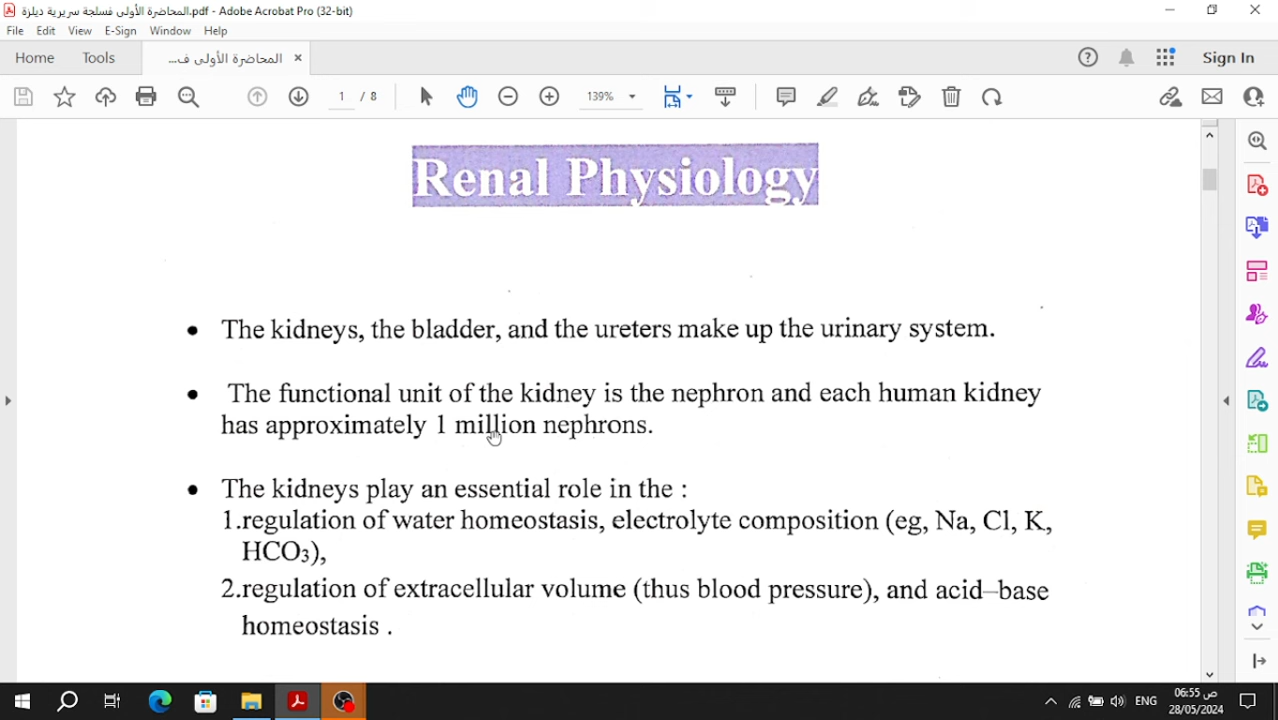 المحاضرة الأولى فسلجة سريرية ديلزة.pdf - Adobe Acrobat Pro (32-bit)
File Edit View E-Sign Window Help
Home Tools المحاضرة الأولى ف... × Sign In
1 / 8 139%
Renal Physiology
• The kidneys, the bladder, and the ureters make up the urinary system.
• The functional unit of the kidney is the nephron and each human kidney
has approximately 1 million nephrons.
• The kidneys play an essential role in the :
1.regulation of water homeostasis, electrolyte composition (eg, Na, Cl, K,
HCO3),
2.regulation of extracellular volume (thus blood pressure), and acid–base
homeostasis .
ENG
06:55 ص
28/05/2024